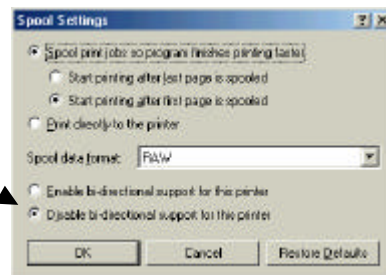 Spool Settings
Spool print jobs so program finishes printing faster
Start printing after last page is spooled
Start printing after first page is spooled
Print directly to the printer
Spool data format: RAW
Enable bi-directional support for this printer
Disable bi-directional support for this printer
OK Cancel Restore Defaults